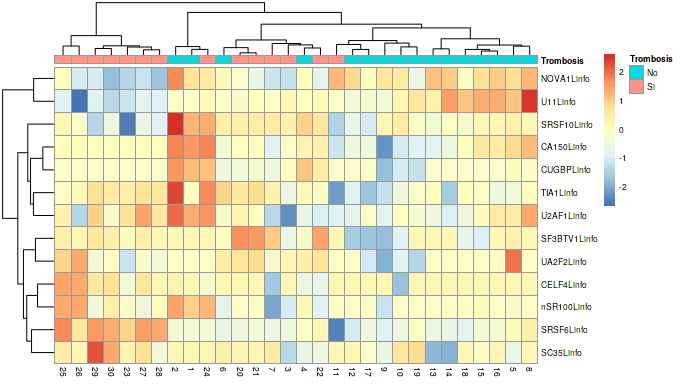 Trombosis
Trombosis
No
SI
NOVA1Linfo
U11Linfo
SRSF10Linfo
CA150Linfo
CUGBPLinfo
TIA1Linfo
U2AF1Linfo
SF3BTV1Linfo
UA2F2Linfo
CELF4Linfo
nSR100Linfo
SRSF6Linfo
SC35Linfo
2
1
0
-1
-2
25 26 29 30 23 27 28 2 1 24 6 20 21 7 3 4 22 11 12 17 9 10 19 13 14 18 15 16 5 8